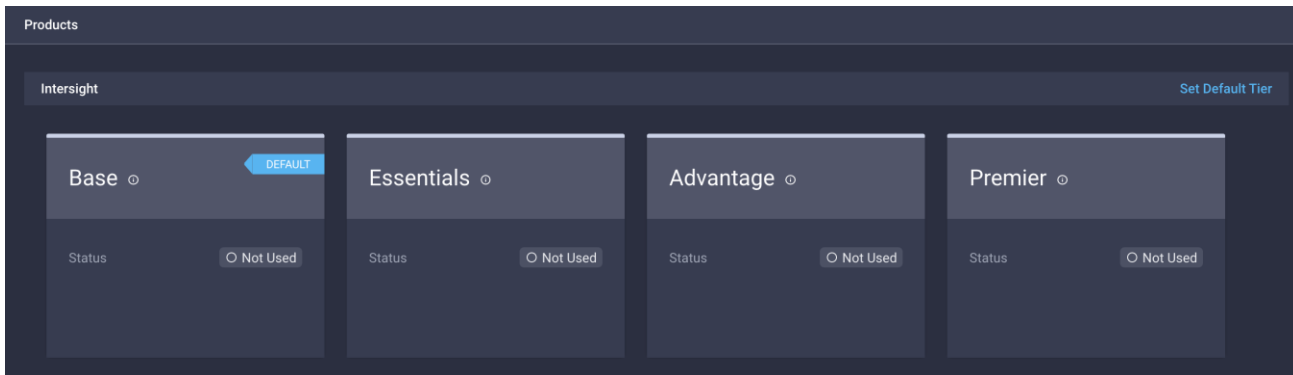 Products
Intersight Set Default Tier
Base DEFAULT
Essentials
Advantage
Premier
Status Not Used
Status Not Used
Status Not Used
Status Not Used